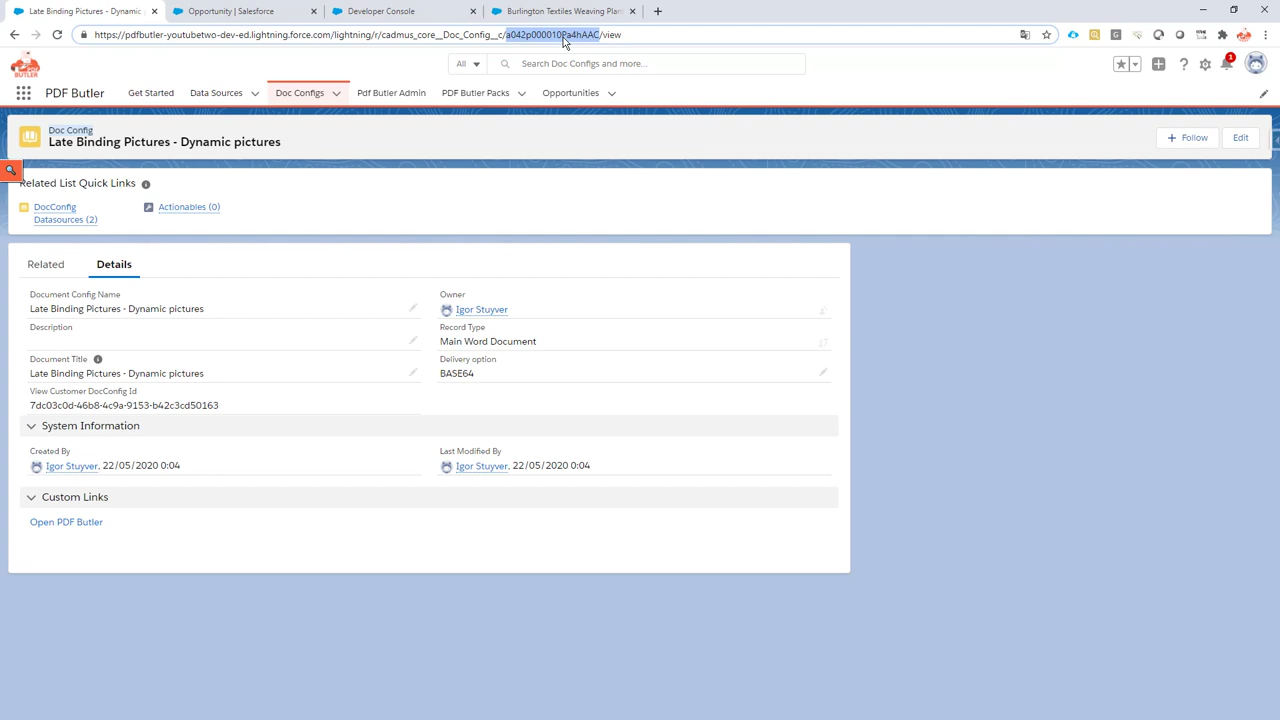 Late Binding Pictures - Dynamic
Opportunity | Salesforce
Developer Console
Burlington Textiles Weaving Plan
https://pdfbutler-youtubetwo-dev-ed.lightning.force.com/lightning/r/cadmus_core__Doc_Config__c/a042p000010Pa4hAAC/view
All
Search Doc Configs and more...
1
BUTLER
PDF Butler
Get Started
Data Sources
Doc Configs
Pdf Butler Admin
PDF Butler Packs
Opportunities
Doc Config
Late Binding Pictures - Dynamic pictures
Follow
Edit
Related List Quick Links
DocConfig
Datasources (2)
Actionables (0)
Related
Details
Document Config Name
Late Binding Pictures - Dynamic pictures
Owner
Igor Stuyver
Description
Record Type
Main Word Document
Document Title
Late Binding Pictures - Dynamic pictures
Delivery option
BASE64
View Customer DocConfig Id
7dc03c0d-46b8-4c9a-9153-b42c3cd50163
System Information
Created By
Igor Stuyver, 22/05/2020 0:04
Last Modified By
Igor Stuyver, 22/05/2020 0:04
Custom Links
Open PDF Butler